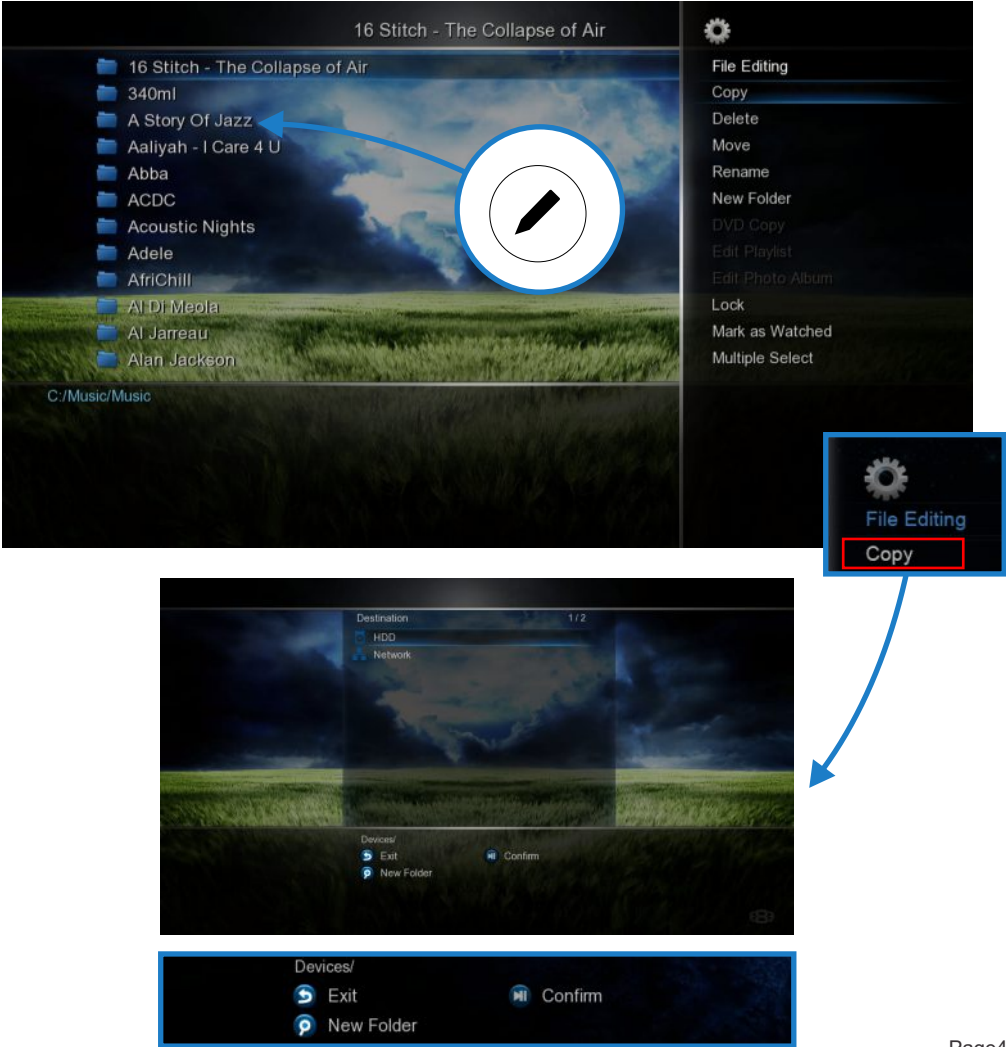 16 Stitch - The Collapse of Air
16 Stitch - The Collapse of Air
340ml
A Story Of Jazz
Aaliyah - I Care 4 U
Abba
ACDC
Acoustic Nights
Adele
AfriChill
Al Di Meola
Al Jarreau
Alan Jackson
C:/Music/Music
File Editing
Copy
Delete
Move
Rename
New Folder
DVD Copy
Edit Playlist
Edit Photo Album
Lock
Mark as Watched
Multiple Select
File Editing
Copy
Destination 1 / 2
HDD
Network
Devices/
Exit Confirm
New Folder
Devices/
Exit Confirm
New Folder